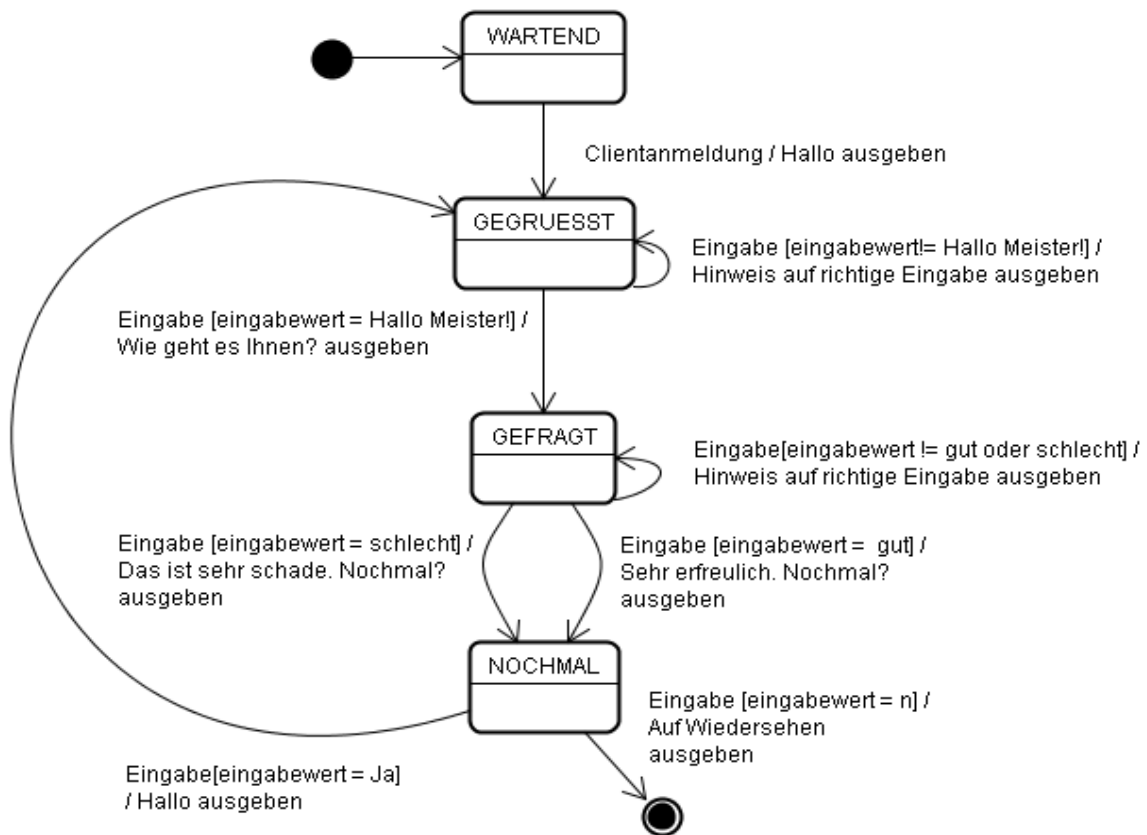 WARTEND
Clientanmeldung / Hallo ausgeben
GEGRUESST
Eingabe [eingabewert!= Hallo Meister!] /
Hinweis auf richtige Eingabe ausgeben
Eingabe [eingabewert = Hallo Meister!] /
Wie geht es Ihnen? ausgeben
GEFRAGT
Eingabe[eingabewert != gut oder schlecht] /
Hinweis auf richtige Eingabe ausgeben
Eingabe [eingabewert = schlecht] /
Das ist sehr schade. Nochmal?
ausgeben
Eingabe [eingabewert =  gut] /
Sehr erfreulich. Nochmal?
ausgeben
NOCHMAL
Eingabe [eingabewert = n] /
Auf Wiedersehen
ausgeben
Eingabe[eingabewert = Ja]
/ Hallo ausgeben